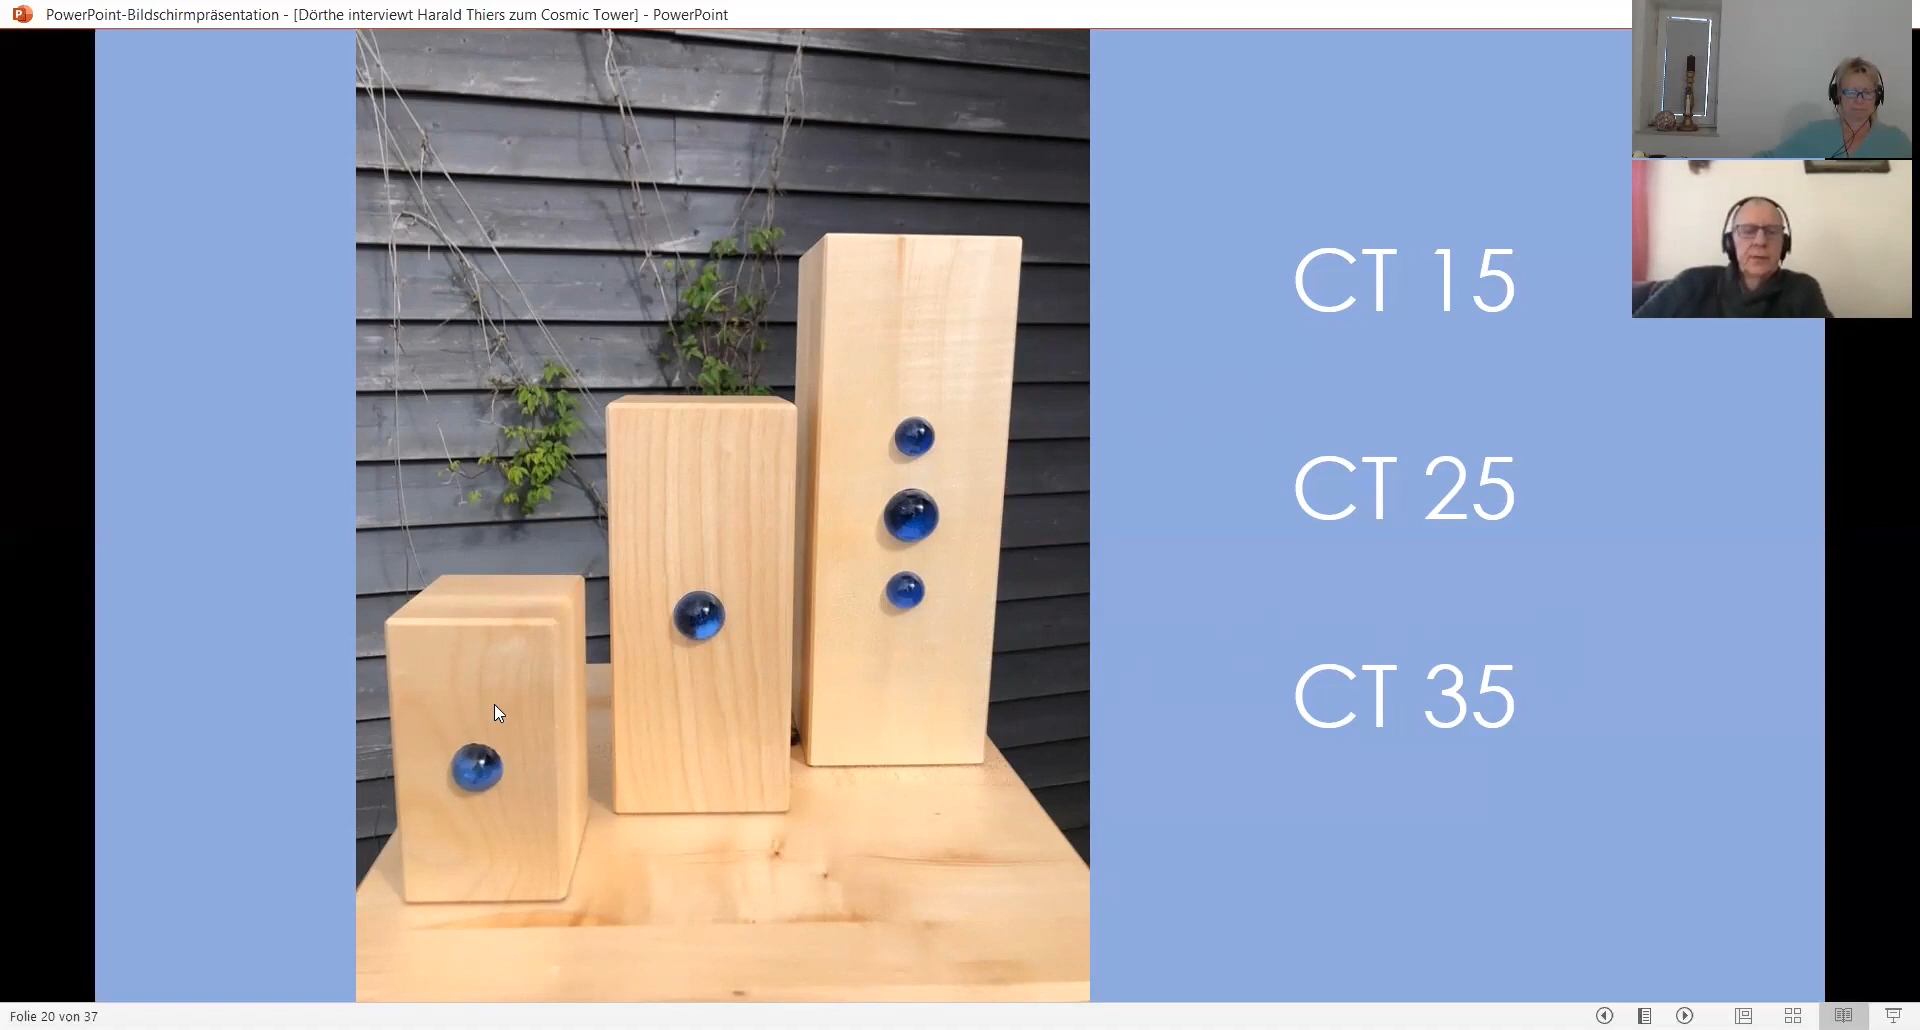 PowerPoint-Bildschirmpräsentation - [Dörthe interviewt Harald Thiers zum Cosmic Tower] - PowerPoint
CT 15
CT 25
CT 35
Folie 20 von 37